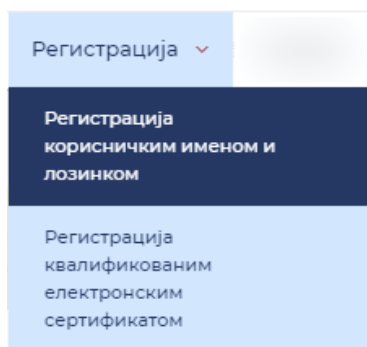 Регистрација
Регистрација
корисничким именом и
лозинком
Регистрација
квалификованим
електронским
сертификатом